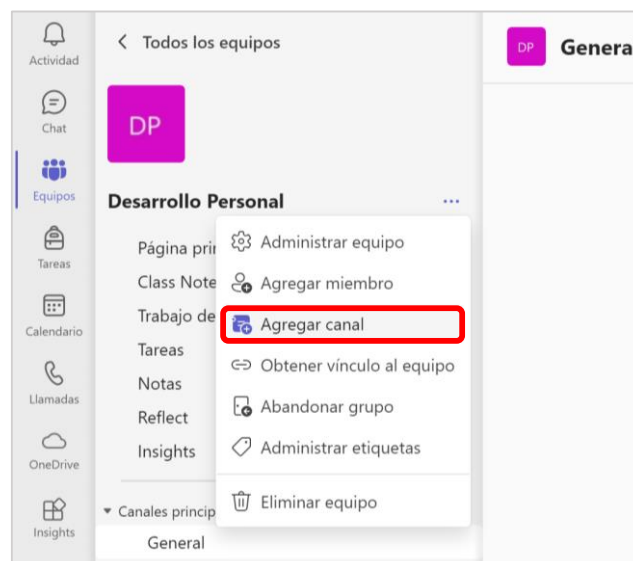 Actividad
Chat
Equipos
Tareas
Calendario
Llamadas
OneDrive
Insights
Todos los equipos
DP
Desarrollo Personal
Página prin
Class Note
Trabajo de
Tareas
Notas
Reflect
Insights
Canales princip
General
Administrar equipo
Agregar miembro
Agregar canal
Obtener vínculo al equipo
Abandonar grupo
Administrar etiquetas
Eliminar equipo
DP
Genera